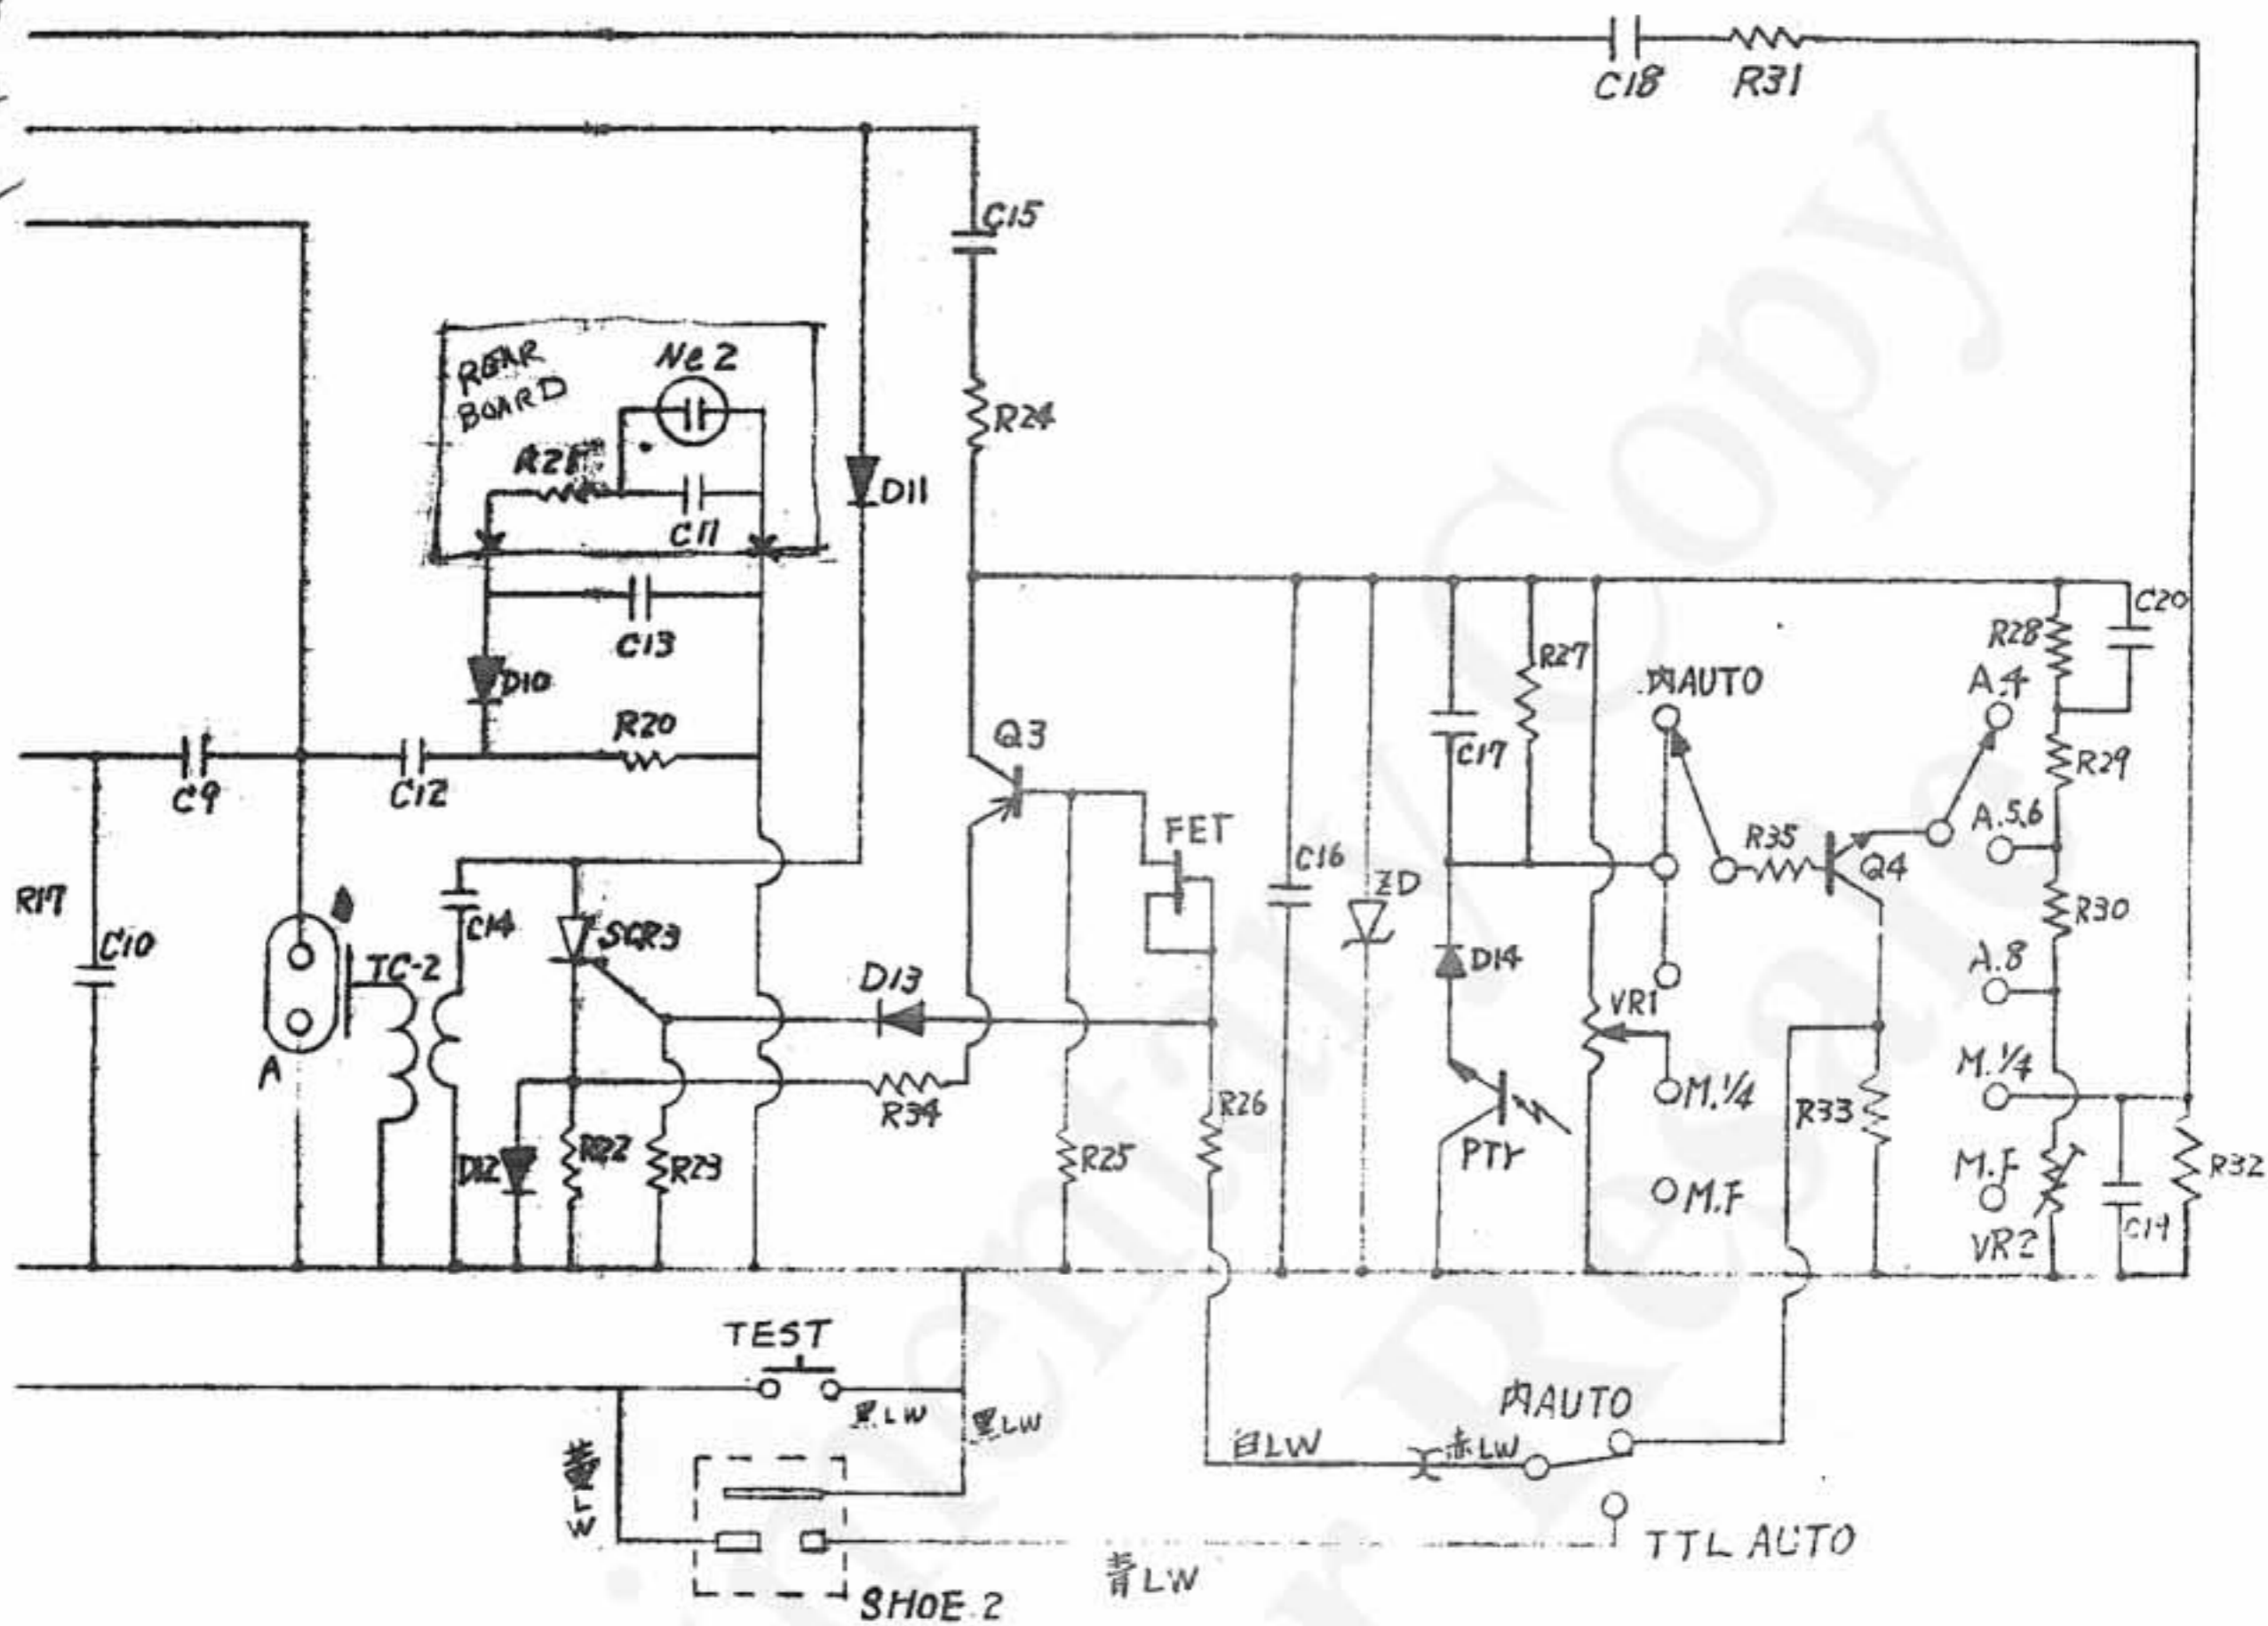 C18
R31
C15
REAR
BOARD
Ne2
R24
D11
C11
C13
D10
R20
C9
C12
R17
C10
TC-2
C14
SCR3
A
D12
R22
R23
D13
R34
Q3
FET
R25
R26
C16
ZD
C17
R27
D14
PTr
内AUTO
VR1
M.1/4
M.F
R35
Q4
R33
A.4
A.5.6
A.8
M.1/4
M.F
VR2
R28
R29
R30
C20
R32
TEST
黒LW
黒LW
黄LW
SHOE 2
白LW
赤LW
内AUTO
TTL AUTO
青LW
Copy
Resale